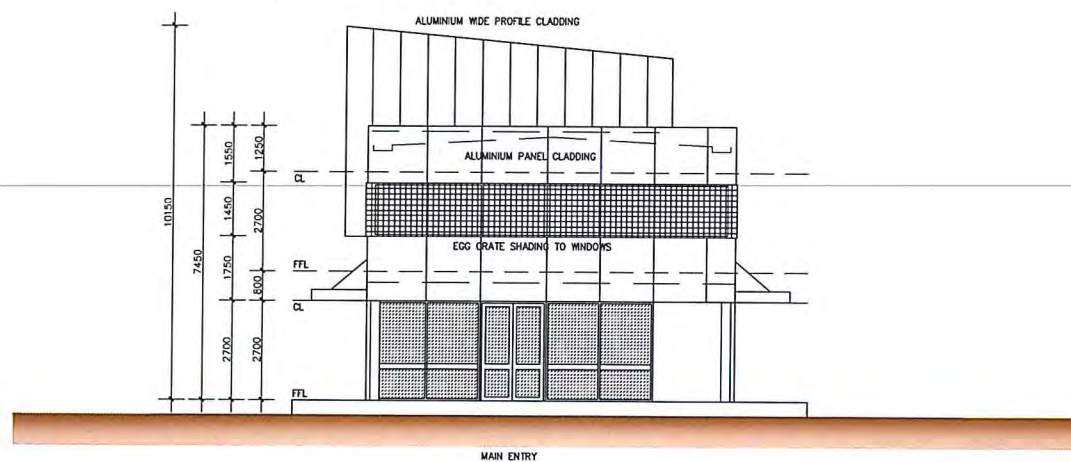 ALUMINIUM WIDE PROFILE CLADDING
1550
1250
ALUMINIUM PANEL CLADDING
CL
10150
1450
2700
7450
EGG CRATE SHADING TO WINDOWS
1750
FFL
800
CL
2700
2700
FFL
MAIN ENTRY